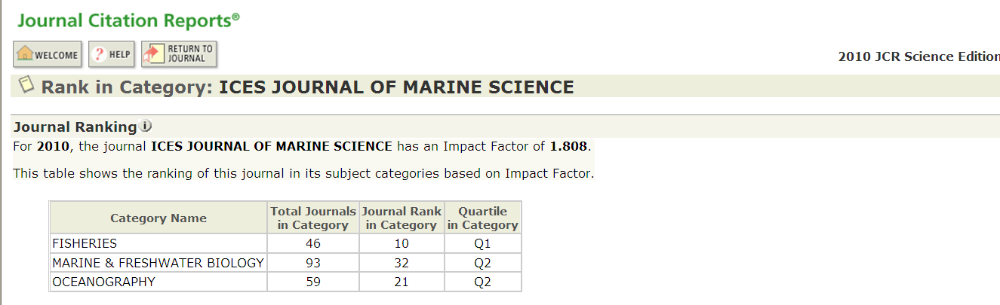 Journal Citation Reports®
WELCOME
? HELP
RETURN TO
JOURNAL
2010 JCR Science Edition
Rank in Category: ICES JOURNAL OF MARINE SCIENCE
Journal Ranking i
For 2010, the journal ICES JOURNAL OF MARINE SCIENCE has an Impact Factor of 1.808.
This table shows the ranking of this journal in its subject categories based on Impact Factor.
Category Name Total Journals in Category Journal Rank in Category Quartile in Category
FISHERIES 46 10 Q1
MARINE & FRESHWATER BIOLOGY 93 32 Q2
OCEANOGRAPHY 59 21 Q2